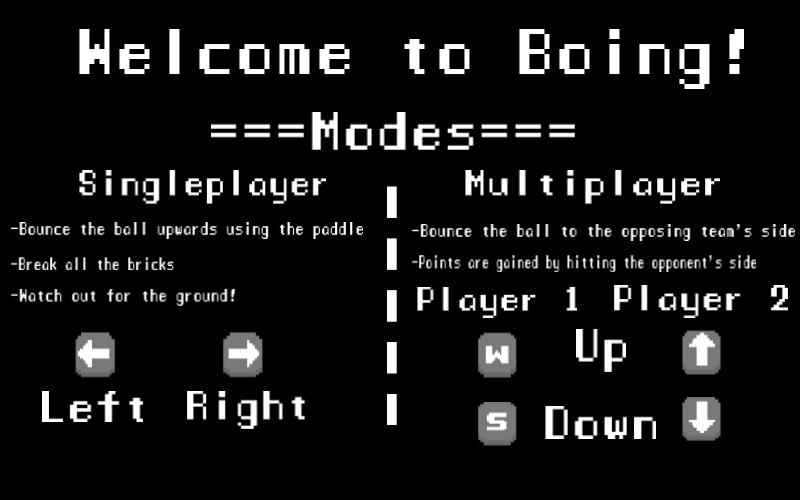 Welcome to Boing!
===Modes===
Singleplayer
-Bounce the ball upwards using the paddle
-Break all the bricks
-Watch out for the ground!
Left
Right
Multiplayer
-Bounce the ball to the opposing team's side
-Points are gained by hitting the opponent's side
Player 1 Player 2
W Up
S Down